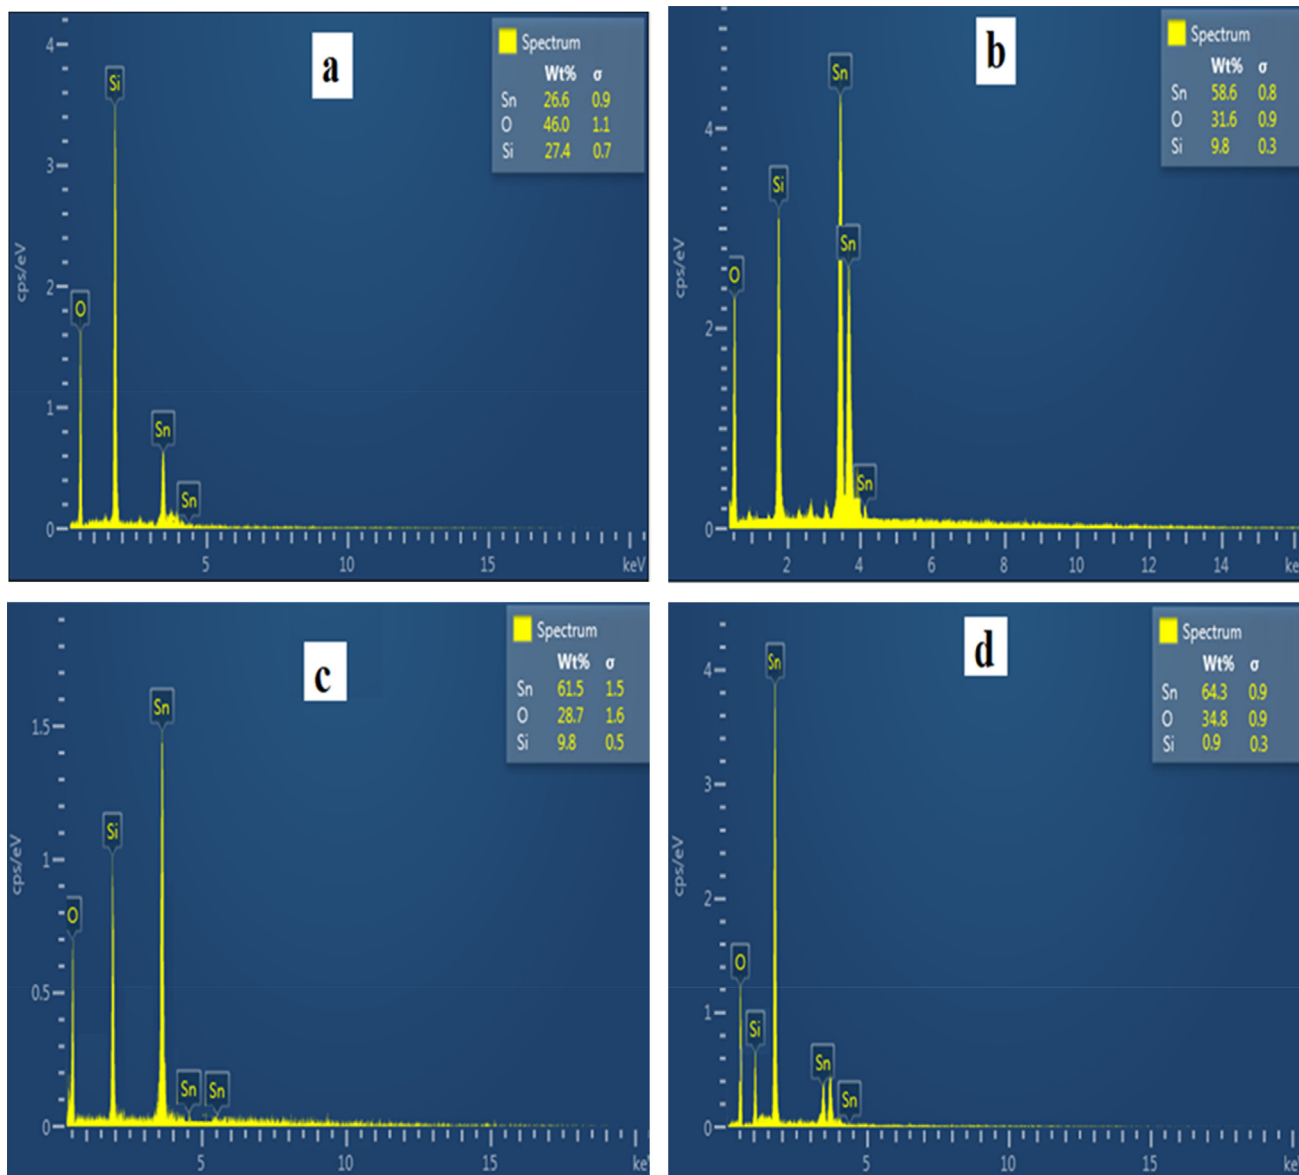 a
Spectrum
Wt% σ
Sn 26.6 0.9
O 46.0 1.1
Si 27.4 0.7
cps/eV
4
3
2
1
0
Si
O
Sn
Sn
5 10 15 keV
b
Spectrum
Wt% σ
Sn 58.6 0.8
O 31.6 0.9
Si 9.8 0.3
cps/eV
4
2
0
Sn
Si
Sn
O
Sn
2 4 6 8 10 12 14 ke
c
Spectrum
Wt% σ
Sn 61.5 1.5
O 28.7 1.6
Si 9.8 0.5
cps/eV
1.5
1
0.5
0
Sn
Si
O
Sn Sn
5 10 15 ke
d
Spectrum
Wt% σ
Sn 64.3 0.9
O 34.8 0.9
Si 0.9 0.3
cps/eV
4
3
2
1
0
Sn
O
Si
Sn
Sn
5 10 15 ke